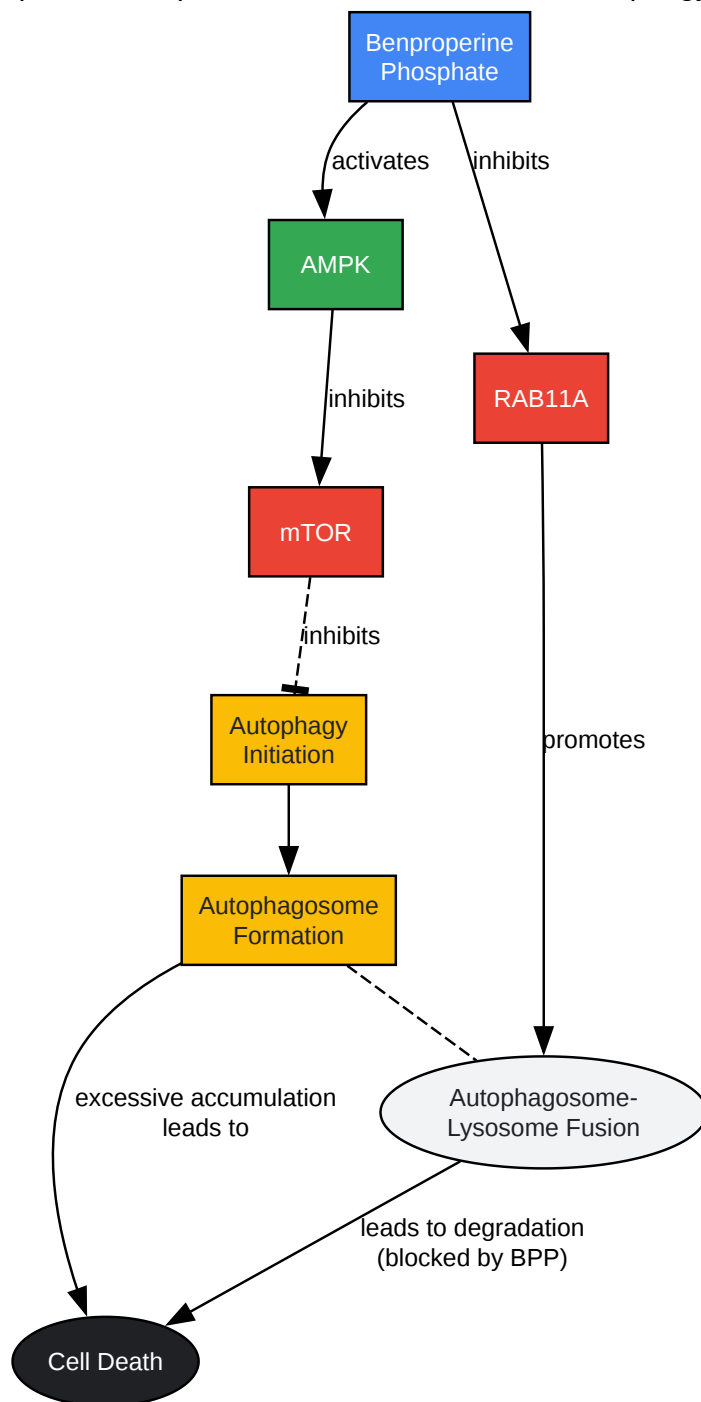 Benproperine
Phosphate
activates
inhibits
AMPK
inhibits
RAB11A
mTOR
inhibits
Autophagy
Initiation
promotes
Autophagosome
Formation
excessive accumulation
leads to
Autophagosome-
Lysosome Fusion
leads to degradation
(blocked by BPP)
Cell Death